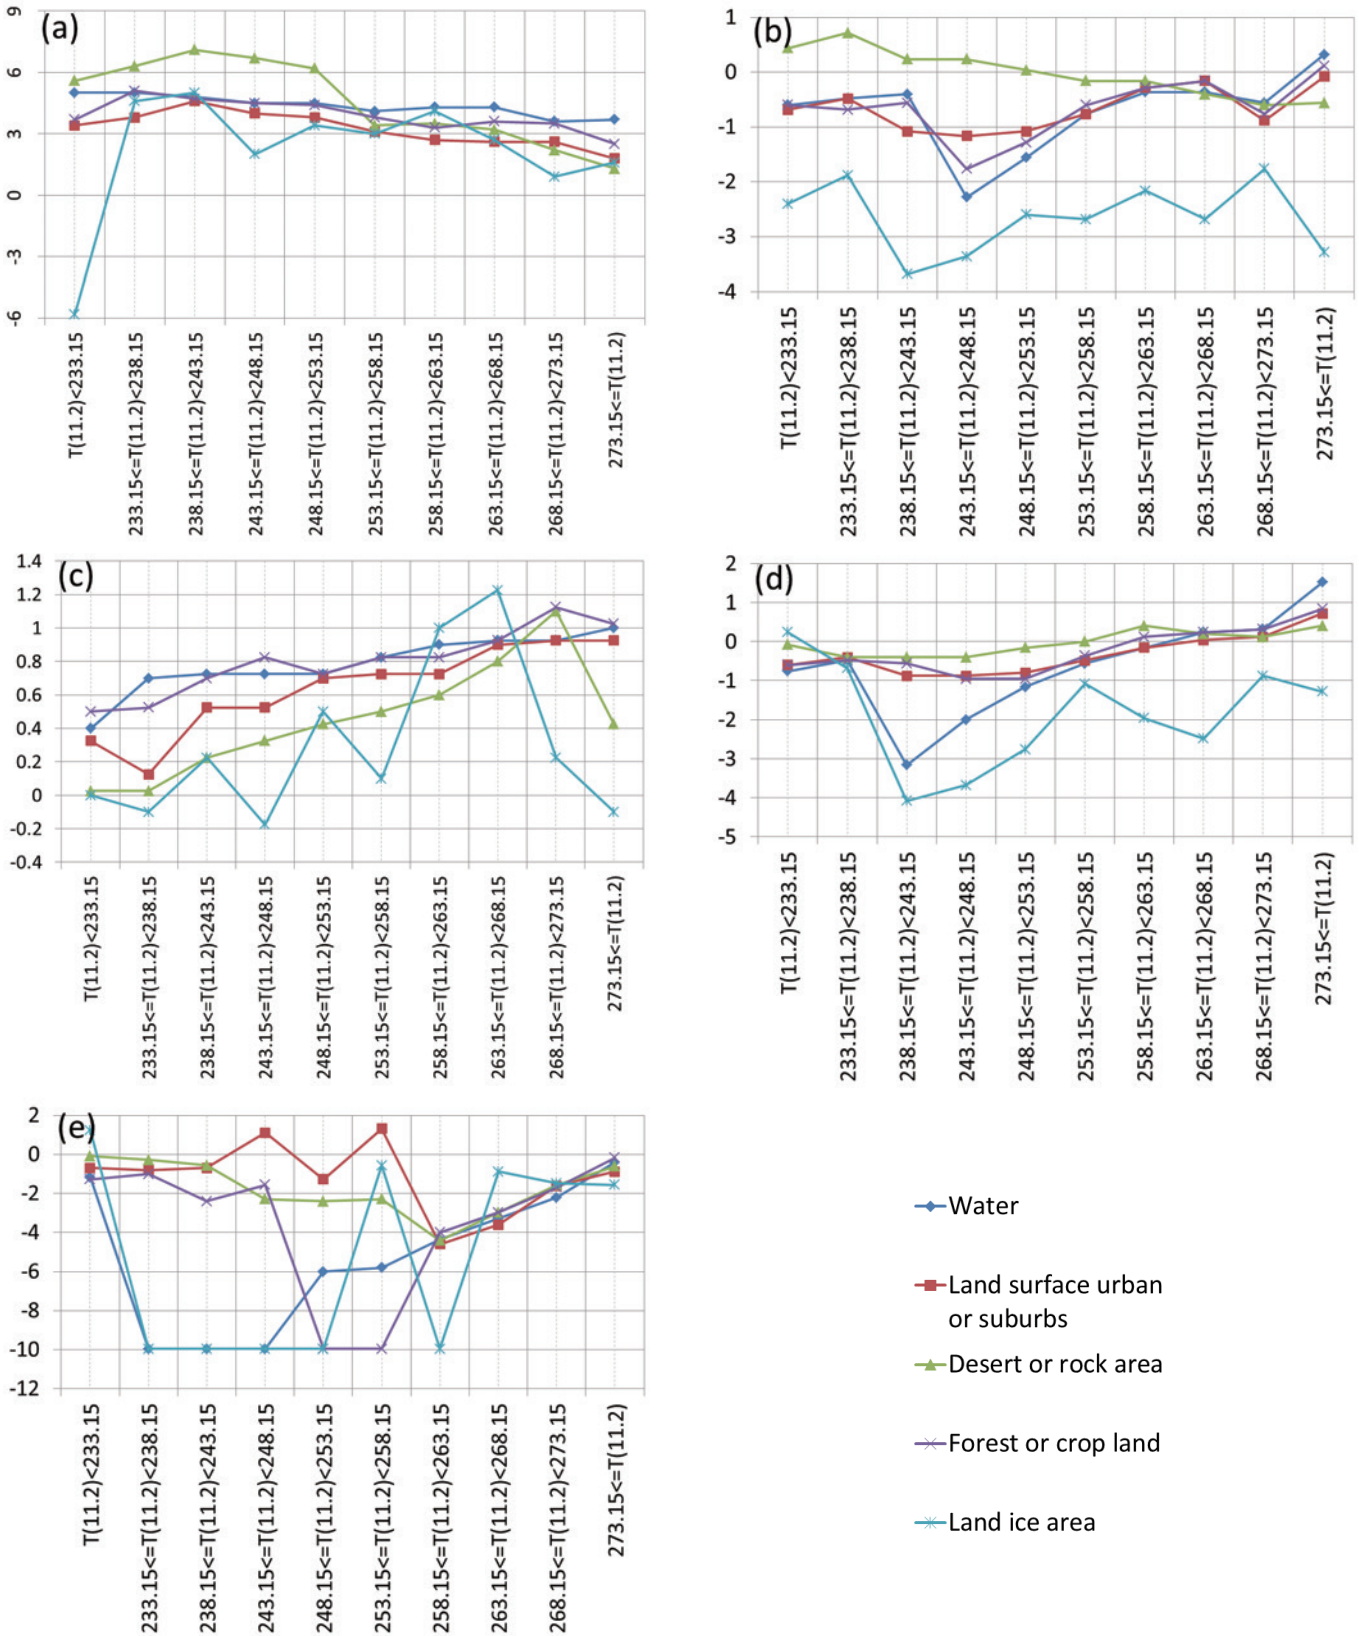 (a)
9
6
3
0
-3
-6
T(11.2)<233.15
233.15<=T(11.2)<238.15
238.15<=T(11.2)<243.15
243.15<=T(11.2)<248.15
248.15<=T(11.2)<253.15
253.15<=T(11.2)<258.15
258.15<=T(11.2)<263.15
263.15<=T(11.2)<268.15
268.15<=T(11.2)<273.15
273.15<=T(11.2)
(b)
1
0
-1
-2
-3
-4
T(11.2)<233.15
233.15<=T(11.2)<238.15
238.15<=T(11.2)<243.15
243.15<=T(11.2)<248.15
248.15<=T(11.2)<253.15
253.15<=T(11.2)<258.15
258.15<=T(11.2)<263.15
263.15<=T(11.2)<268.15
268.15<=T(11.2)<273.15
273.15<=T(11.2)
(c)
1.4
1.2
1
0.8
0.6
0.4
0.2
0
-0.2
-0.4
T(11.2)<233.15
233.15<=T(11.2)<238.15
238.15<=T(11.2)<243.15
243.15<=T(11.2)<248.15
248.15<=T(11.2)<253.15
253.15<=T(11.2)<258.15
258.15<=T(11.2)<263.15
263.15<=T(11.2)<268.15
268.15<=T(11.2)<273.15
273.15<=T(11.2)
(d)
2
1
0
-1
-2
-3
-4
-5
T(11.2)<233.15
233.15<=T(11.2)<238.15
238.15<=T(11.2)<243.15
243.15<=T(11.2)<248.15
248.15<=T(11.2)<253.15
253.15<=T(11.2)<258.15
258.15<=T(11.2)<263.15
263.15<=T(11.2)<268.15
268.15<=T(11.2)<273.15
273.15<=T(11.2)
(e)
2
0
-2
-4
-6
-8
-10
-12
T(11.2)<233.15
233.15<=T(11.2)<238.15
238.15<=T(11.2)<243.15
243.15<=T(11.2)<248.15
248.15<=T(11.2)<253.15
253.15<=T(11.2)<258.15
258.15<=T(11.2)<263.15
263.15<=T(11.2)<268.15
268.15<=T(11.2)<273.15
273.15<=T(11.2)
Water
Land surface urban
or suburbs
Desert or rock area
Forest or crop land
Land ice area